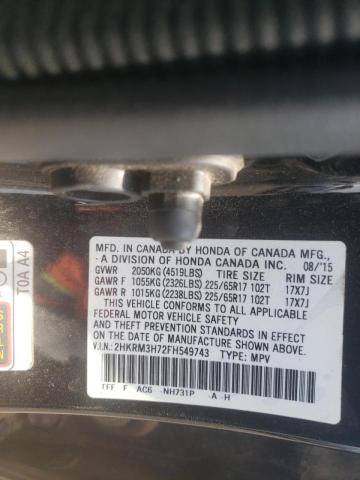 MFD. IN CANADA BY HONDA OF CANADA MFG.,
- A DIVISION OF HONDA CANADA INC. 08/'15
GVWR 2050KG (4519LBS) TIRE SIZE RIM SIZE
GAWR F 1055KG (2326LBS) 225/65R17 102T 17X7J
GAWR R 1015KG (2238LBS) 225/65R17 102T 17X7J
THIS VEHICLE CONFORMS TO ALL APPLICABLE
FEDERAL MOTOR VEHICLE SAFETY
AND THEFT PREVENTION STANDARDS IN EFFECT ON
THE DATE OF MANUFACTURE SHOWN ABOVE.
V.I.N.: 2HKRM3H72FH549743 TYPE: MPV
TFF F AC6 -NH731P -A -H
TOA A4
SRIN